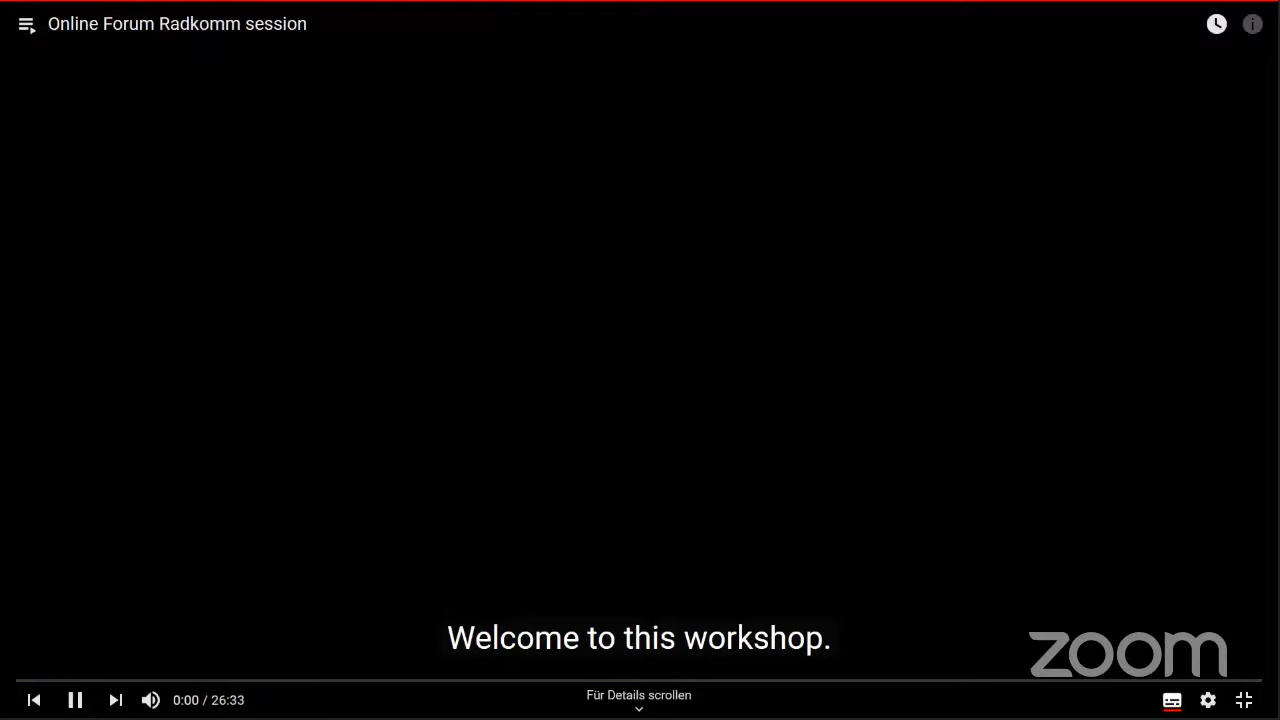 Online Forum Radkomm session
Welcome to this workshop.
zoom
0:00 / 26:33
Für Details scrollen